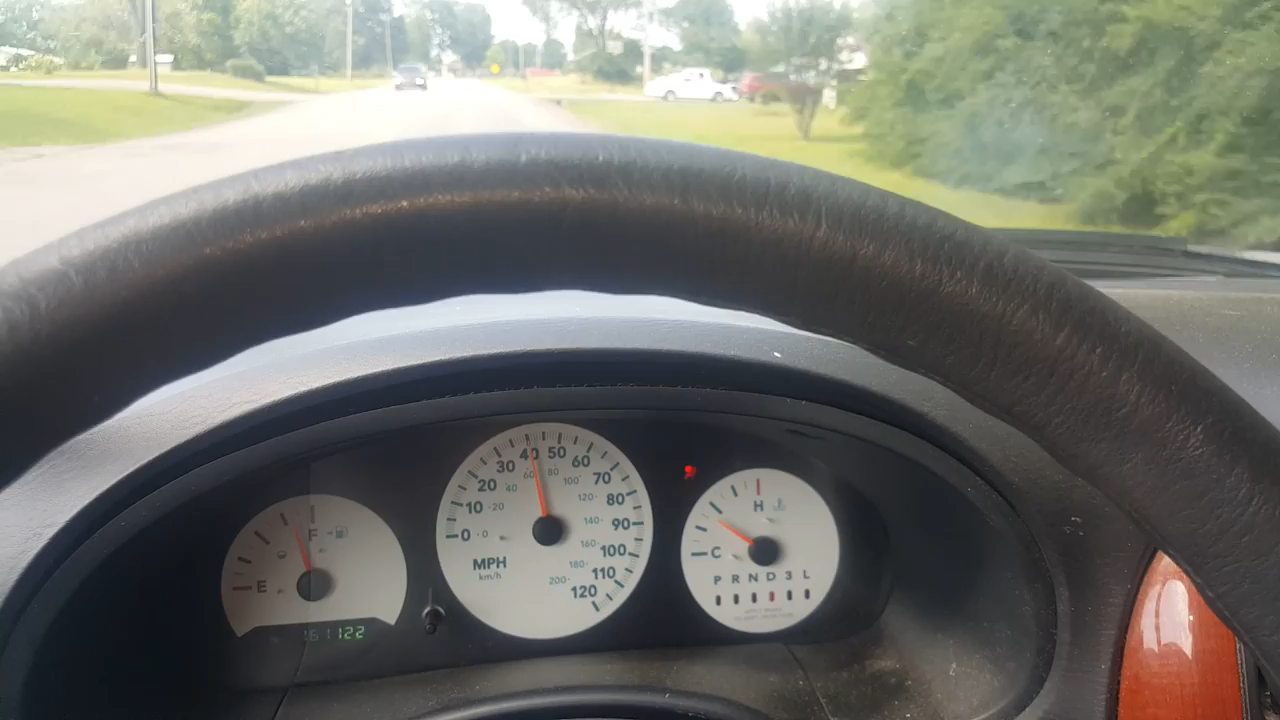 0 10 20 30 40 50 60 70 80 90 100 110 120
20 40 60 80 100 120 140 160 180 200
MPH
km/h
F
E
161122
H
C
P R N D 3 L